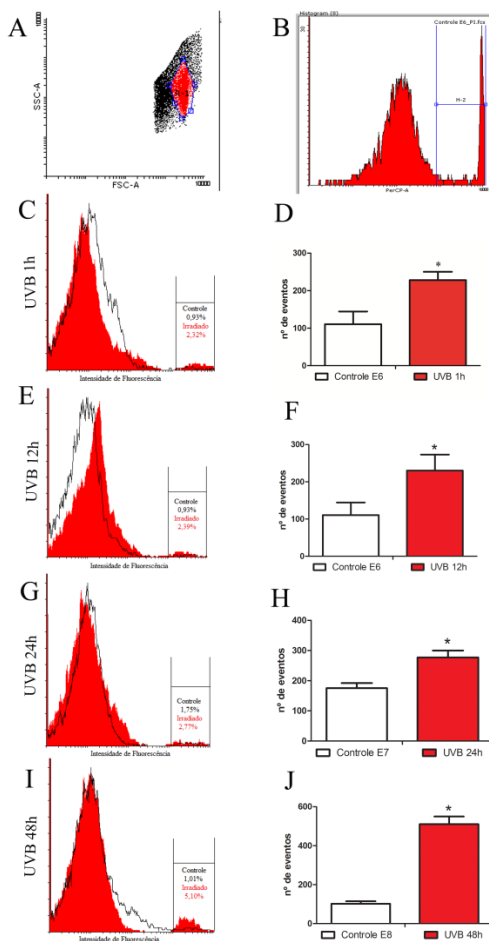 A
SSC-A
FSC-A
10000
B
Histogram (8)
Controle E6_PI.fcs
H-2
PerCP-A
C
UVB 1h
Controle
0,93%
Irradiado
2,32%
Intensidade de Fluorescência
D
nº de eventos
300
200
100
0
*
Controle E6
UVB 1h
E
UVB 12h
Controle
0,93%
Irradiado
2,39%
Intensidade de Fluorescência
F
nº de eventos
300
200
100
0
*
Controle E6
UVB 12h
G
UVB 24h
Controle
1,75%
Irradiado
2,77%
Intensidade de Fluorescência
H
nº de eventos
400
300
200
100
0
*
Controle E7
UVB 24h
I
UVB 48h
Controle
1,01%
Irradiado
5,10%
Intensidade de Fluorescência
J
nº de eventos
600
400
200
0
*
Controle E8
UVB 48h